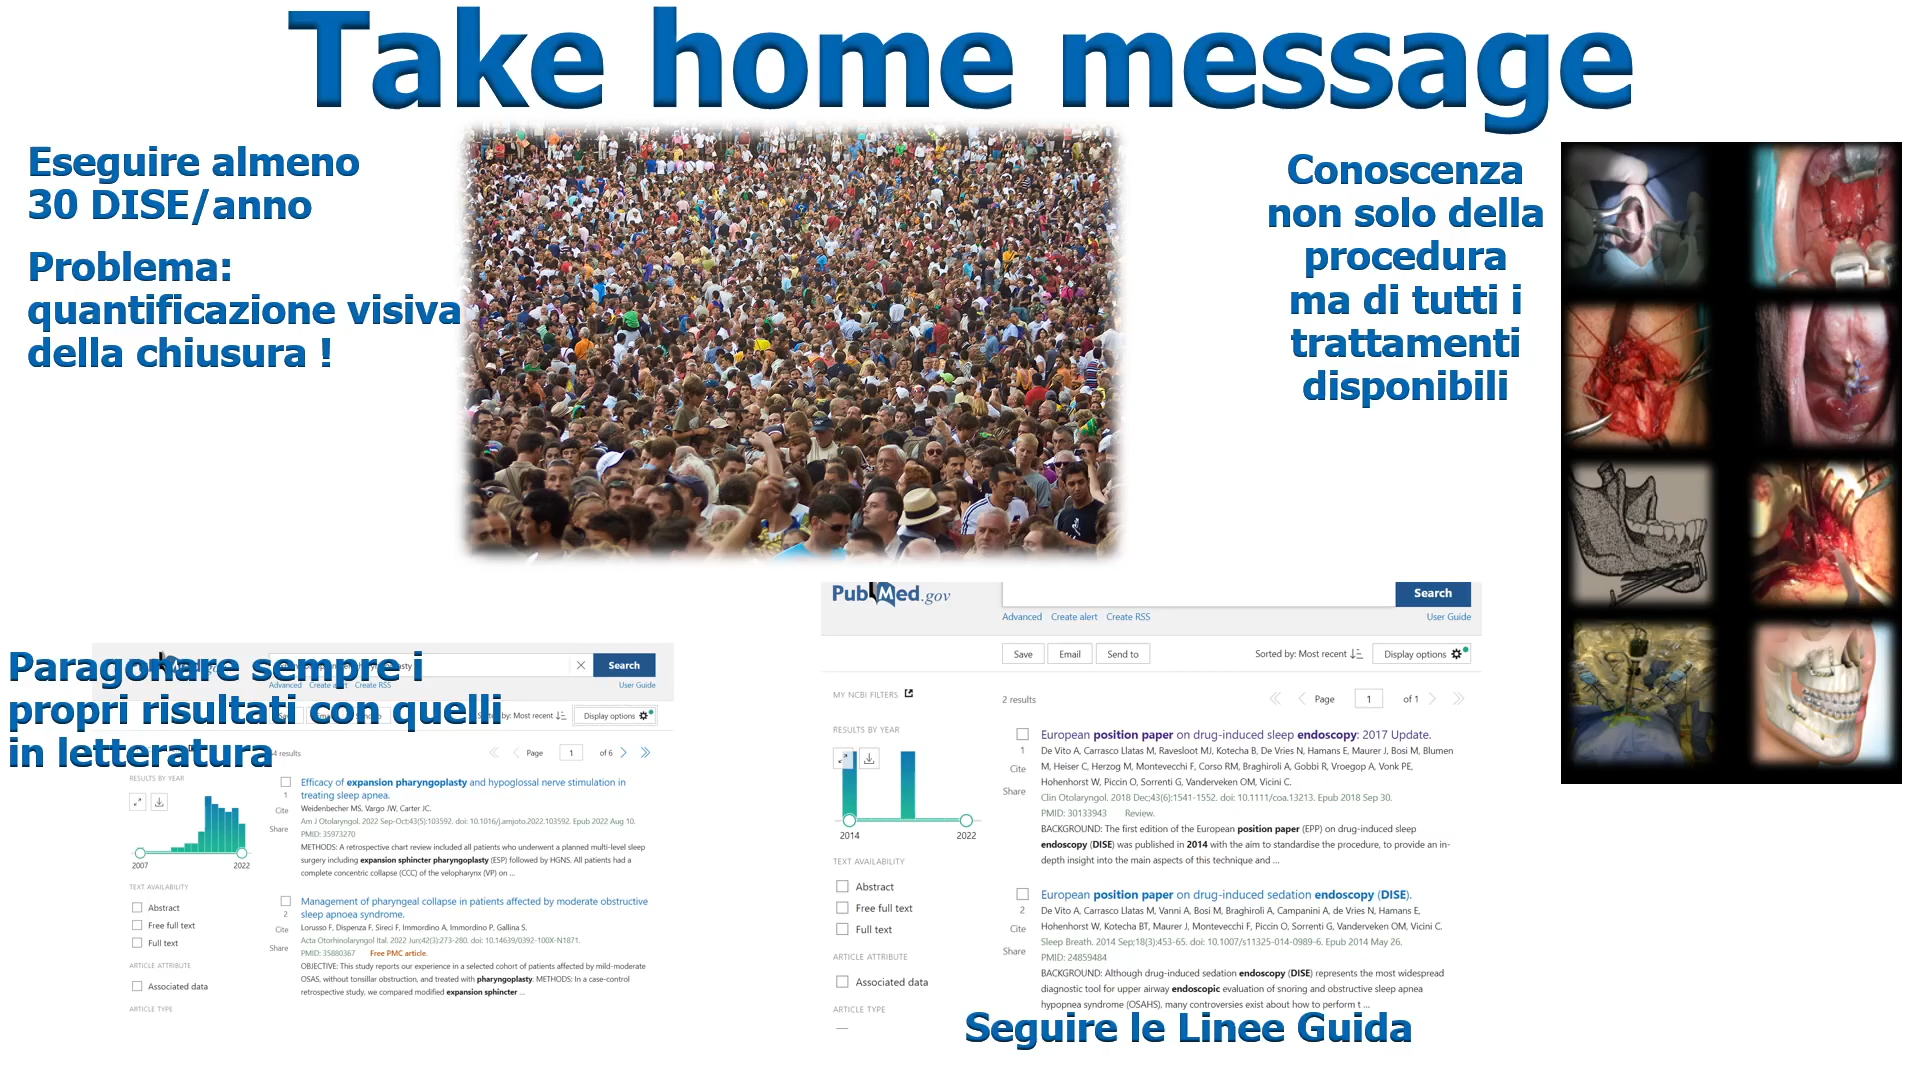 Take home message
Eseguire almeno
30 DISE/anno
Problema:
quantificazione visiva
della chiusura !
Conoscenza
non solo della
procedura
ma di tutti i
trattamenti
disponibili
Paragonare sempre i
propri risultati con quelli
in letteratura
Search
Advanced Create alert Create RSS
User Guide
Sorted by: Most recent
Display options
results
Page 1 of 6
RESULTS BY YEAR
2007 2022
TEXT AVAILABILITY
Abstract
Free full text
Full text
ARTICLE ATTRIBUTE
Associated data
ARTICLE TYPE
1
Cite
Share
Efficacy of expansion pharyngoplasty and hypoglossal nerve stimulation in
treating sleep apnea.
Weidenbecher MS, Vargo JW, Carter JC.
Am J Otolaryngol. 2022 Sep-Oct;43(5):103592. doi: 10.1016/j.amjoto.2022.103592. Epub 2022 Aug 10.
PMID: 35973270
METHODS: A retrospective chart review included all patients who underwent a planned multi-level sleep
surgery including expansion sphincter pharyngoplasty (ESP) followed by HGNS. All patients had a
complete concentric collapse (CCC) of the velopharynx (VP) on ...
2
Cite
Share
Management of pharyngeal collapse in patients affected by moderate obstructive
sleep apnoea syndrome.
Lorusso F, Dispenza F, Sireci F, Immordino A, Immordino P, Gallina S.
Acta Otorhinolaryngol Ital. 2022 Jun;42(3):273-280. doi: 10.14639/0392-100X-N1871.
PMID: 35880367 Free PMC article.
OBJECTIVE: This study reports our experience in a selected cohort of patients affected by mild-moderate
OSAS, without tonsillar obstruction, and treated with pharyngoplasty. METHODS: In a case-control
retrospective study, we compared modified expansion sphincter ...
PubMed.gov
Search
Advanced Create alert Create RSS
User Guide
Save Email Send to
Sorted by: Most recent
Display options
MY NCBI FILTERS
2 results
Page 1 of 1
RESULTS BY YEAR
2014 2022
TEXT AVAILABILITY
Abstract
Free full text
Full text
ARTICLE ATTRIBUTE
Associated data
ARTICLE TYPE
1
Cite
Share
European position paper on drug-induced sleep endoscopy: 2017 Update.
De Vito A, Carrasco Llatas M, Ravesloot MJ, Kotecha B, De Vries N, Hamans E, Maurer J, Bosi M, Blumen
M, Heiser C, Herzog M, Montevecchi F, Corso RM, Braghiroli A, Gobbi R, Vroegop A, Vonk PE,
Hohenhorst W, Piccin O, Sorrenti G, Vanderveken OM, Vicini C.
Clin Otolaryngol. 2018 Dec;43(6):1541-1552. doi: 10.1111/coa.13213. Epub 2018 Sep 30.
PMID: 30133943 Review.
BACKGROUND: The first edition of the European position paper (EPP) on drug-induced sleep
endoscopy (DISE) was published in 2014 with the aim to standardise the procedure, to provide an in-
depth insight into the main aspects of this technique and ...
2
Cite
Share
European position paper on drug-induced sedation endoscopy (DISE).
De Vito A, Carrasco Llatas M, Vanni A, Bosi M, Braghiroli A, Campanini A, de Vries N, Hamans E,
Hohenhorst W, Kotecha BT, Maurer J, Montevecchi F, Piccin O, Sorrenti G, Vanderveken OM, Vicini C.
Sleep Breath. 2014 Sep;18(3):453-65. doi: 10.1007/s11325-014-0989-6. Epub 2014 May 26.
PMID: 24859484
BACKGROUND: Although drug-induced sedation endoscopy (DISE) represents the most widespread
diagnostic tool for upper airway endoscopic evaluation of snoring and obstructive sleep apnea
hypopnea syndrome (OSAHS), many controversies exist about how to perform t ...
Seguire le Linee Guida